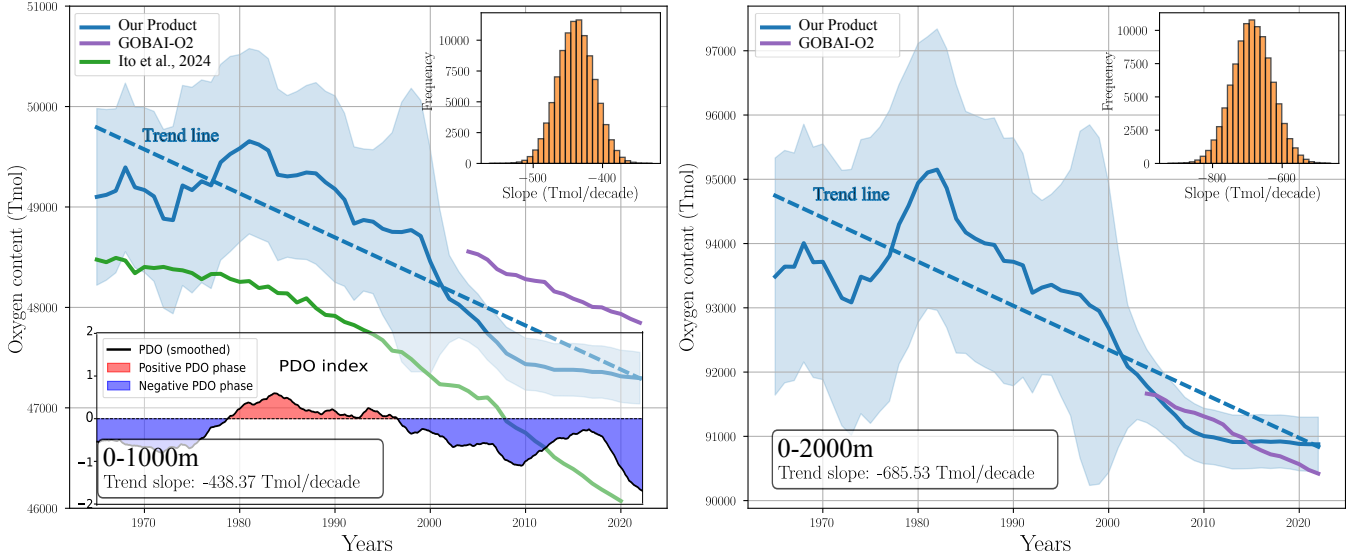 Our Product
GOBAI-O2
Ito et al., 2024
Trend line
Oxygen content (Tmol)
51000
50000
49000
48000
47000
46000
1970
1980
1990
2000
2010
2020
Years
Frequency
10000
7500
5000
2500
0
−500
−400
Slope (Tmol/decade)
PDO (smoothed)
Positive PDO phase
Negative PDO phase
PDO index
2
1
0
−1
−2
0-1000m
Trend slope: -438.37 Tmol/decade
Our Product
GOBAI-O2
Trend line
Oxygen content (Tmol)
97000
96000
95000
94000
93000
92000
91000
90000
1970
1980
1990
2000
2010
2020
Years
Frequency
10000
7500
5000
2500
0
−800
−600
Slope (Tmol/decade)
0-2000m
Trend slope: -685.53 Tmol/decade